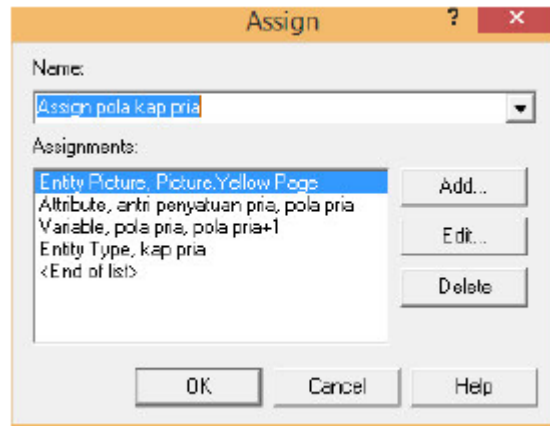 Assign
?
×
Name:
Assign pola kap pria
Assignments:
Entity Picture, Picture.Yellow Page
Attribute, antri penyatuan pria, pola pria
Variable, pola pria, pola pria+1
Entity Type, kap pria
<End of list>
Add...
Edit...
Delete
OK
Cancel
Help